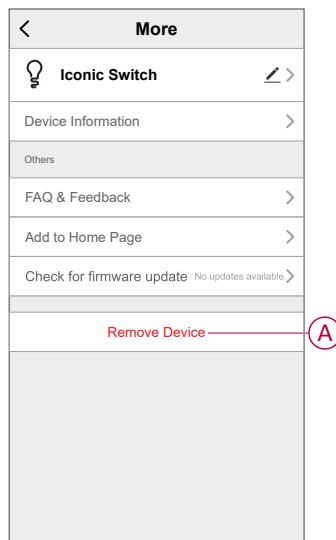 More
Iconic Switch
Device Information
Others
FAQ & Feedback
Add to Home Page
Check for firmware update No updates available.
Remove Device
A